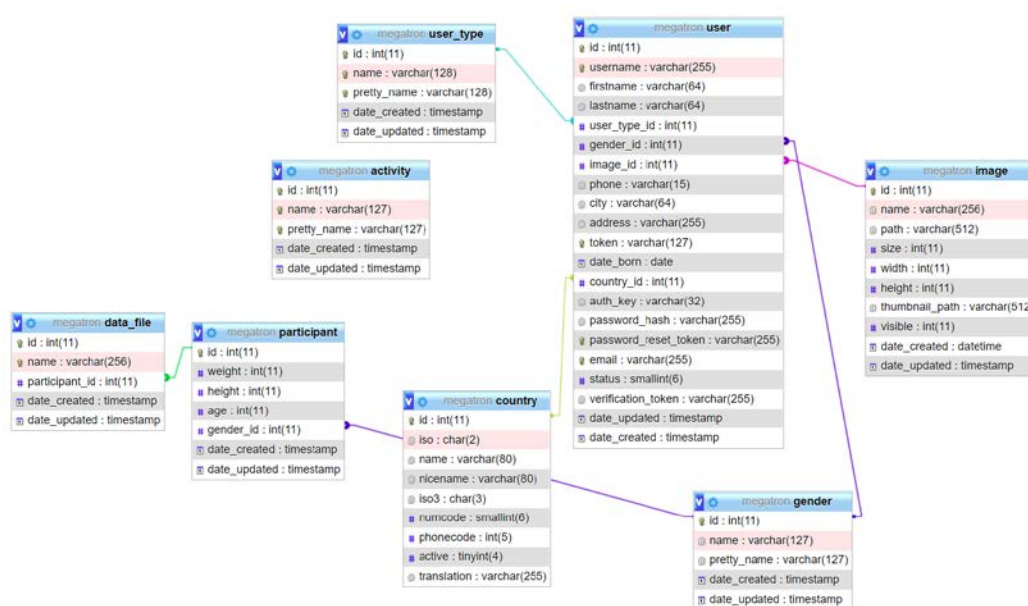 megatron user_type
id : int(11)
name : varchar(128)
pretty_name : varchar(128)
date_created : timestamp
date_updated : timestamp
megatron user
id : int(11)
username : varchar(255)
firstname : varchar(64)
lastname : varchar(64)
user_type_id : int(11)
gender_id : int(11)
image_id : int(11)
phone : varchar(15)
city : varchar(64)
address : varchar(255)
token : varchar(127)
date_born : date
country_id : int(11)
auth_key : varchar(32)
password_hash : varchar(255)
password_reset_token : varchar(255)
email : varchar(255)
status : smallint(6)
verification_token : varchar(255)
date_updated : timestamp
date_created : timestamp
megatron activity
id : int(11)
name : varchar(127)
pretty_name : varchar(127)
date_created : timestamp
date_updated : timestamp
megatron image
id : int(11)
name : varchar(256)
path : varchar(512)
size : int(11)
width : int(11)
height : int(11)
thumbnail_path : varchar(512
visible : int(11)
date_created : datetime
date_updated : timestamp
megatron data_file
id : int(11)
name : varchar(256)
participant_id : int(11)
date_created : timestamp
date_updated : timestamp
megatron participant
id : int(11)
weight : int(11)
height : int(11)
age : int(11)
gender_id : int(11)
date_created : timestamp
date_updated : timestamp
megatron country
id : int(11)
iso : char(2)
name : varchar(80)
nicename : varchar(80)
iso3 : char(3)
numcode : smallint(6)
phonecode : int(5)
active : tinyint(4)
translation : varchar(255)
megatron gender
id : int(11)
name : varchar(127)
pretty_name : varchar(127)
date_created : timestamp
date_updated : timestamp